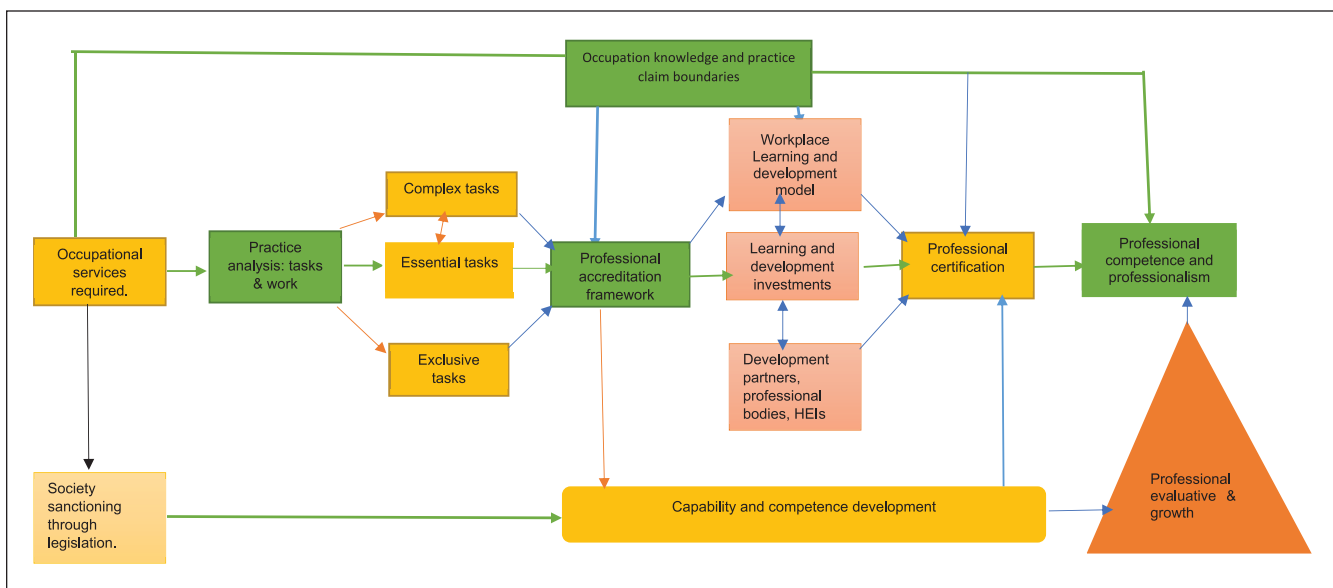 Occupation knowledge and practice
claim boundaries
Workplace
Learning and
development
model
Complex tasks
Occupational
services
required.
Practice
analysis: tasks
& work
Essential tasks
Professional
accreditation
framework
Learning and
development
investments
Professional
certification
Professional
competence and
professionalism
Exclusive
tasks
Development
partners,
professional
bodies, HEIs
Society
sanctioning
through
legislation.
Capability and competence development
Professional
evaluative &
growth